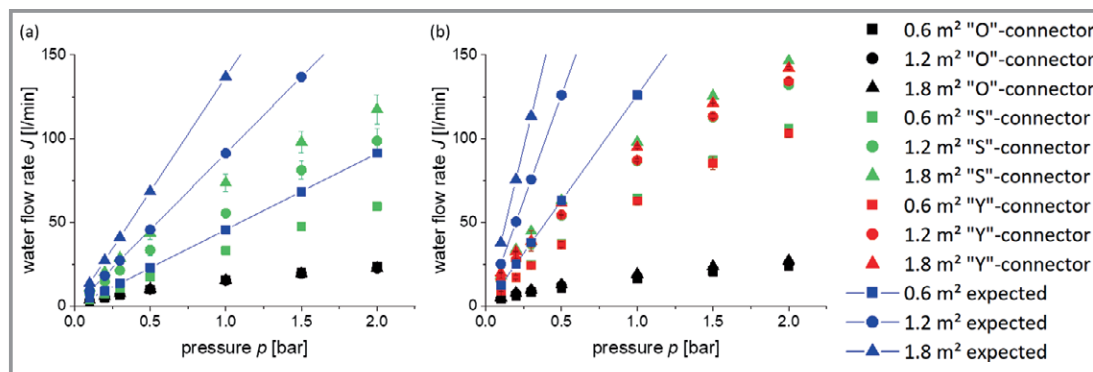 (a)
150
100
50
0
water flow rate J [l/min]
0.0 0.5 1.0 1.5 2.0
pressure p [bar]
(b)
150
100
50
0
water flow rate J [l/min]
0.0 0.5 1.0 1.5 2.0
pressure p [bar]
0.6 m² "O"-connector
1.2 m² "O"-connector
1.8 m² "O"-connector
0.6 m² "S"-connector
1.2 m² "S"-connector
1.8 m² "S"-connector
0.6 m² "Y"-connector
1.2 m² "Y"-connector
1.8 m² "Y"-connector
0.6 m² expected
1.2 m² expected
1.8 m² expected